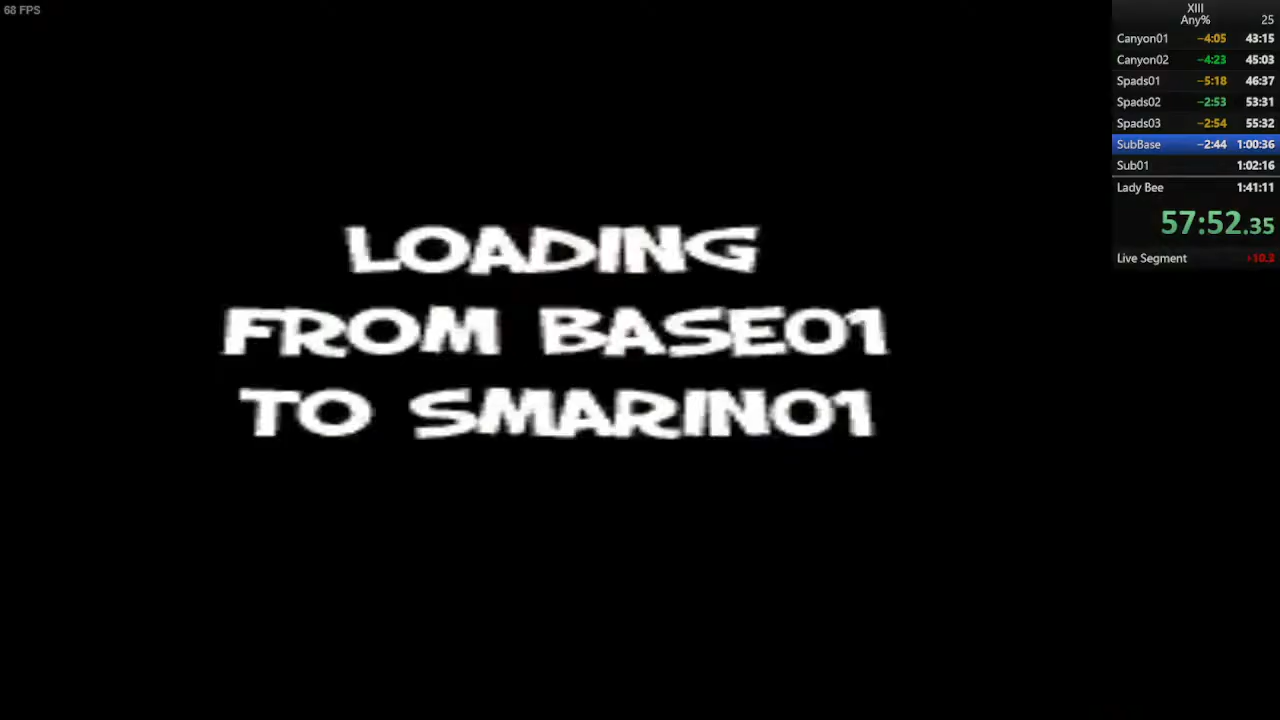 68 FPS
XIII
Any% 25
Canyon01 −4:05 43:15
Canyon02 −4:23 45:03
Spads01 −5:18 46:37
Spads02 −2:53 53:31
Spads03 −2:54 55:32
SubBase −2:44 1:00:36
Sub01 1:02:16
Lady Bee 1:41:11
57:52.35
Live Segment +10.3
LOADING
FROM BASE01
TO SMARIN01